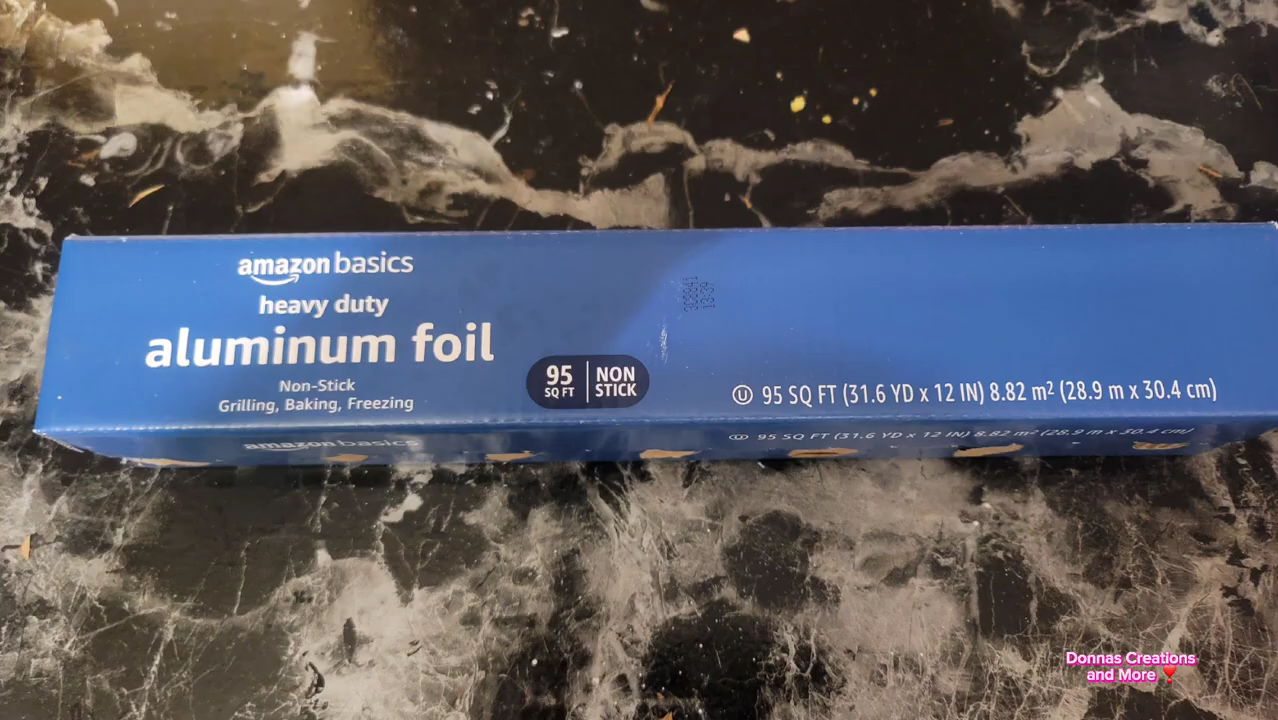 amazon basics
heavy duty
aluminum foil
Non-Stick
Grilling, Baking, Freezing
95
SQ FT
NON
STICK
U 95 SQ FT (31.6 YD x 12 IN) 8.82 m² (28.9 m x 30.4 cm)
amazon basics
U 95 SQ FT (31.6 YD x 12 IN) 8.82 m² (28.9 m x 30.4 cm)
Donnas Creations
and More ❣️